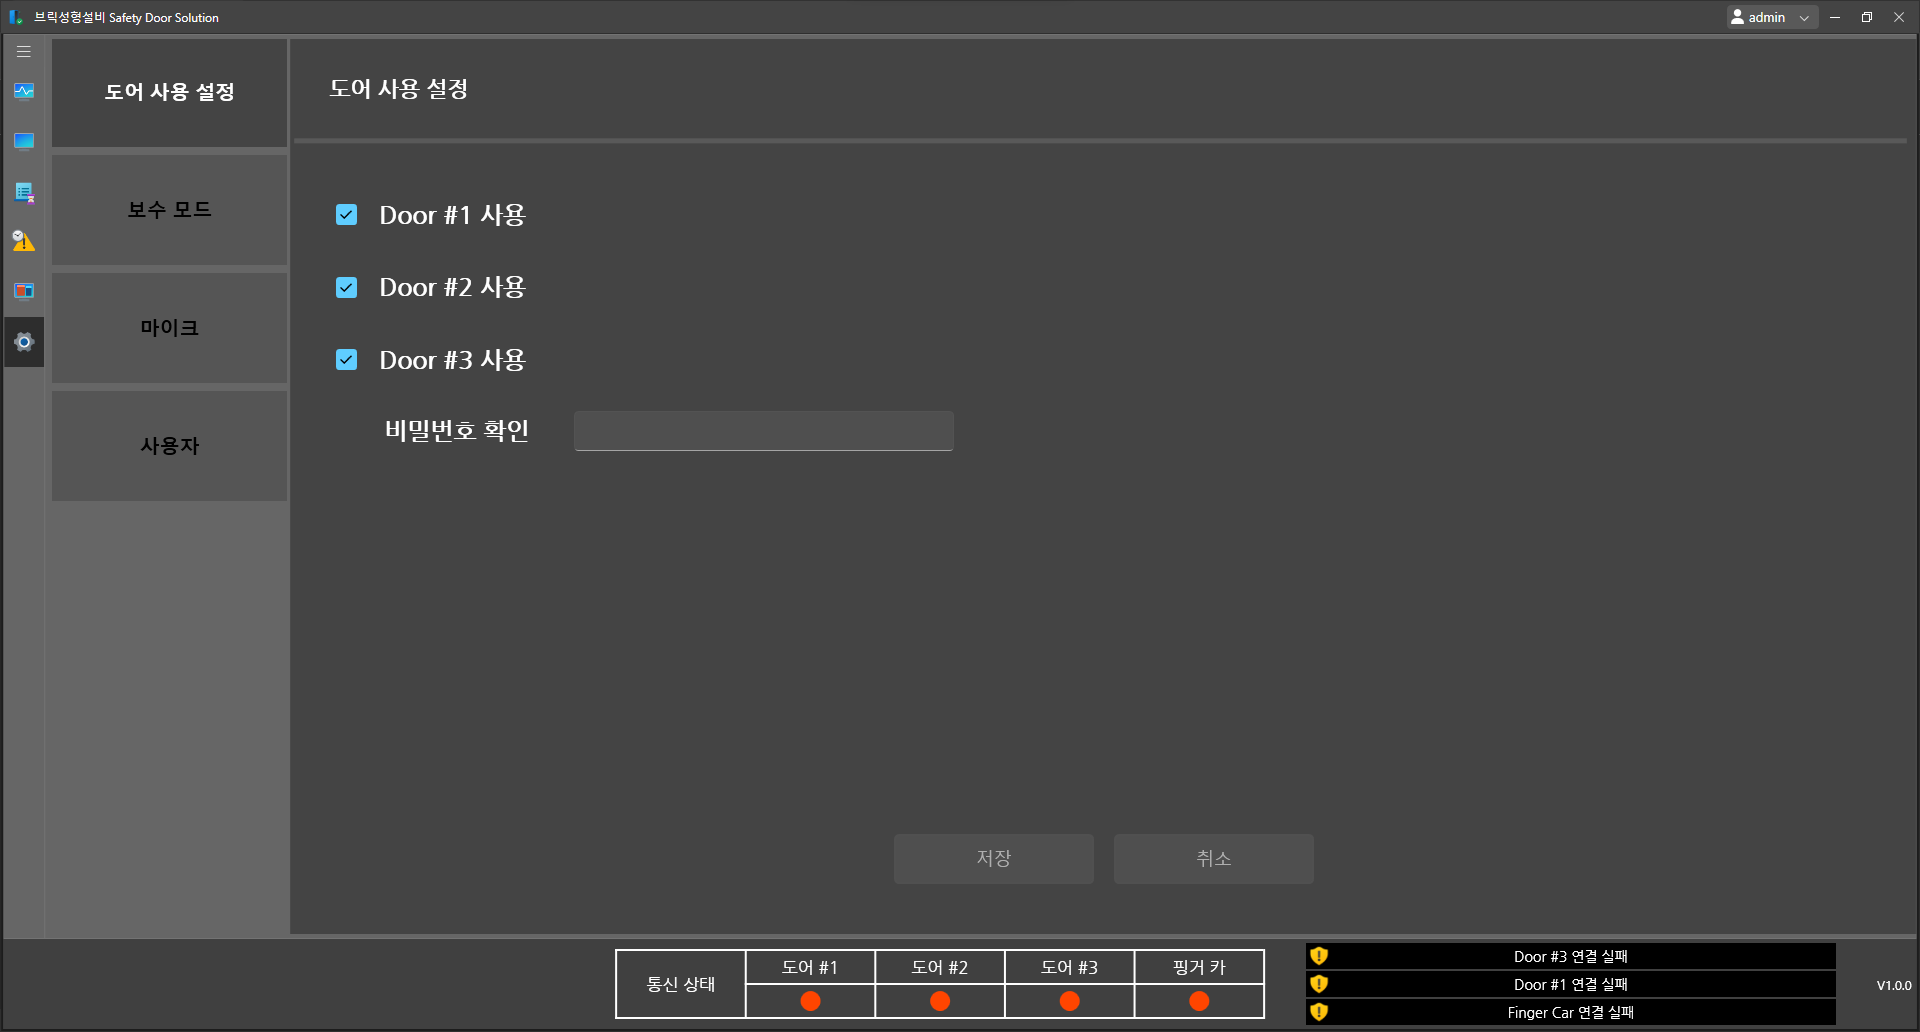 브릭성형설비 Safety Door Solution
admin
도어 사용 설정
보수 모드
마이크
사용자
도어 사용 설정
Door #1 사용
Door #2 사용
Door #3 사용
비밀번호 확인
저장 취소
통신 상태
도어 #1 도어 #2 도어 #3 핑거 카
Door #3 연결 실패
Door #1 연결 실패
Finger Car 연결 실패
V1.0.0